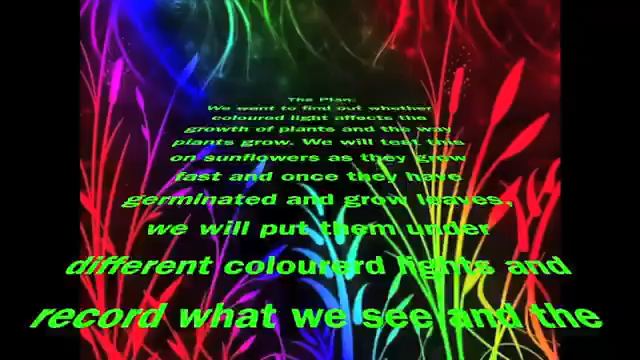 The Plan.
We want to find out whether
coloured light affects the
growth of plants and the way
plants grow. We will test this
on sunflowers as they grow
fast and once they have
germinated and grow leaves,
we will put them under
different colourerd lights and
record what we see and the